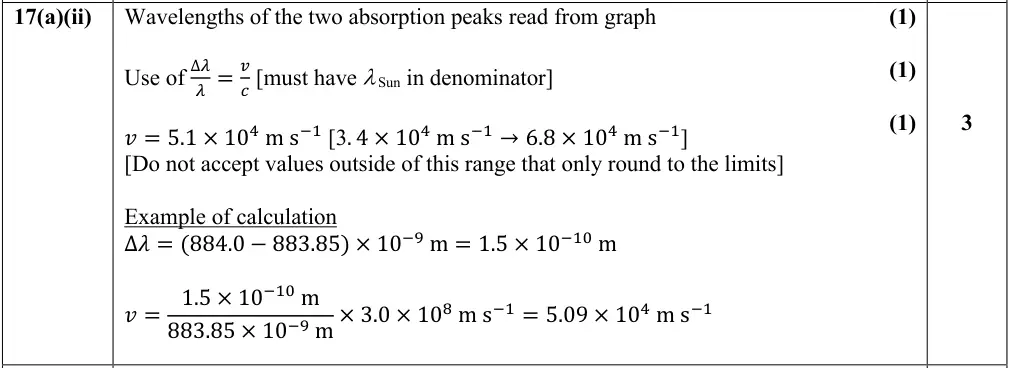 17(a)(ii) Wavelengths of the two absorption peaks read from graph (1)
Use of Δλ/λ = v/c [must have λSun in denominator] (1)
v = 5.1 × 10⁴ m s⁻¹ [3. 4 × 10⁴ m s⁻¹ → 6.8 × 10⁴ m s⁻¹] (1) 3
[Do not accept values outside of this range that only round to the limits]
Example of calculation
Δλ = (884.0 − 883.85) × 10⁻⁹ m = 1.5 × 10⁻¹⁰ m
v = 1.5 × 10⁻¹⁰ m / 883.85 × 10⁻⁹ m × 3.0 × 10⁸ m s⁻¹ = 5.09 × 10⁴ m s⁻¹